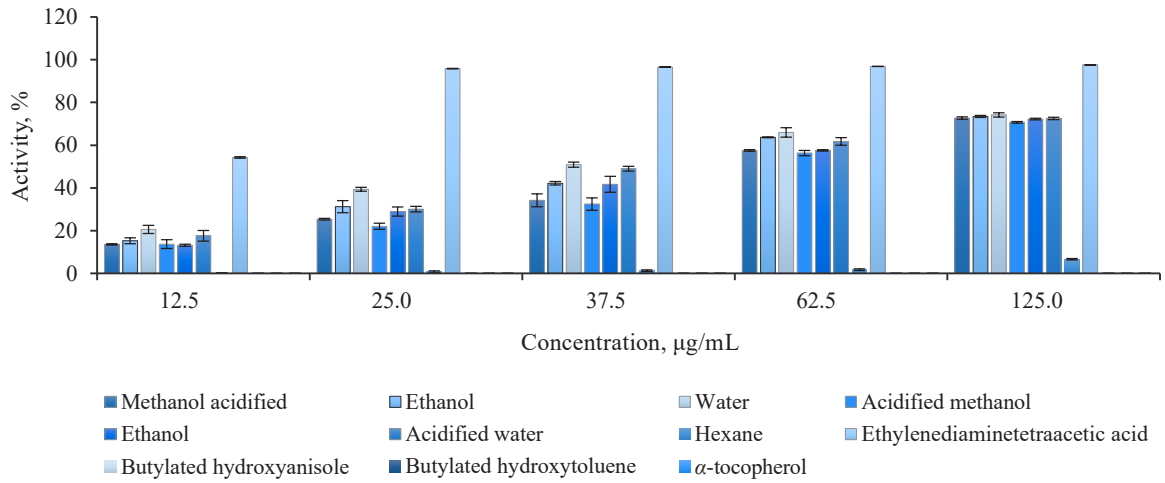 120
100
80
60
40
20
0
Activity, %
12.5 25.0 37.5 62.5 125.0
Concentration, µg/mL
Methanol acidified Ethanol Water Acidified methanol
Ethanol Acidified water Hexane Ethylenediaminetetraacetic acid
Butylated hydroxyanisole Butylated hydroxytoluene α-tocopherol